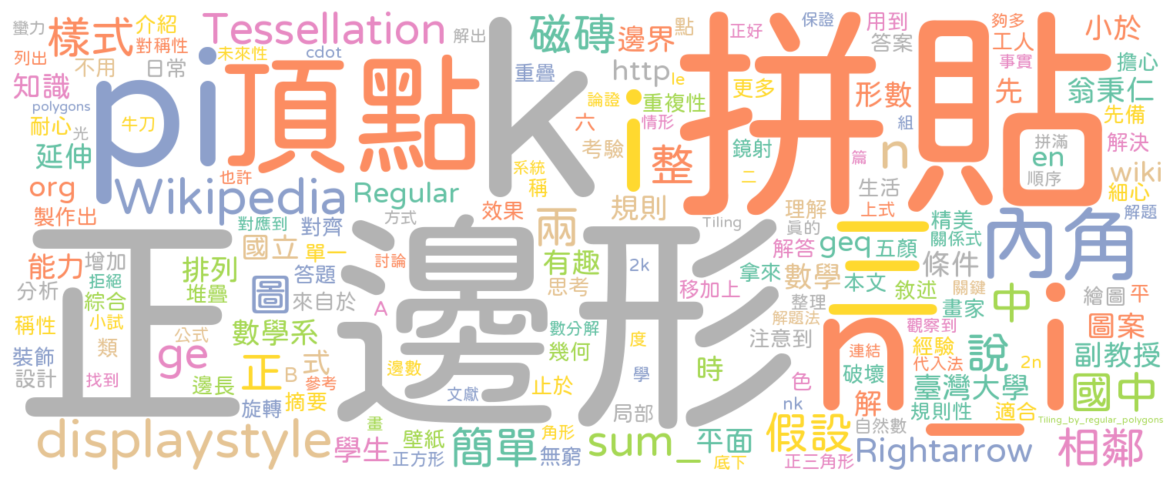 蠻力 樣式 介紹 Tessellation 解出 磁磚 邊界 點 正好 保證 用到 夠多 小於
列出 對稱性 未來性 cdot 答案 工人
不用 日常 重疊 http le 事實 擔心
知識 polygons pi 頂點 k i 拼貼 論證 重複性 更多 形數 先 翁秉仁
耐心 光 牛刀 六 情形 組 先備
延伸 考驗 鏡射 n 拼滿 en 解決
系統 稱 整 二 篇 順序 wiki
org Wikipedia 也許 Regular 生活 細心
製作出 效果 規則 Tiling 理解 上式 解題
對應到 對齊 方式 兩 真的 精美
正 邊形 三 內角
能力 增加 國立 單一 討論 有趣 2k 解答 geq 五顏 關係式
排列 圖 答題 思考 拿來 數學 條件
分析 拒絕 堆疊 來自於 移加上 本文 敘述 關鍵 中 繪圖 平
綜合 A 整理 畫家 n_i
稱性 小試 公式 數學系 數分解 注意到 解題法 說 觀察到 圖案
裝飾 類 ge 幾何 度 經驗 連結 副教授
設計 找到 邊長 正 式 B 參考 邊數 止於 時 色 破壞 代入法 2n
旋轉 摘要 文獻 學 局部 nk 解 臺灣大學 國中
畫 規則性 適合
displaystyle 學生 壁紙 簡單 角形 sum_ 平面 假設 自然數 Tiling_by_regular_polygons
正方形 無窮 底下 正三角形 Rightarrow 相鄰